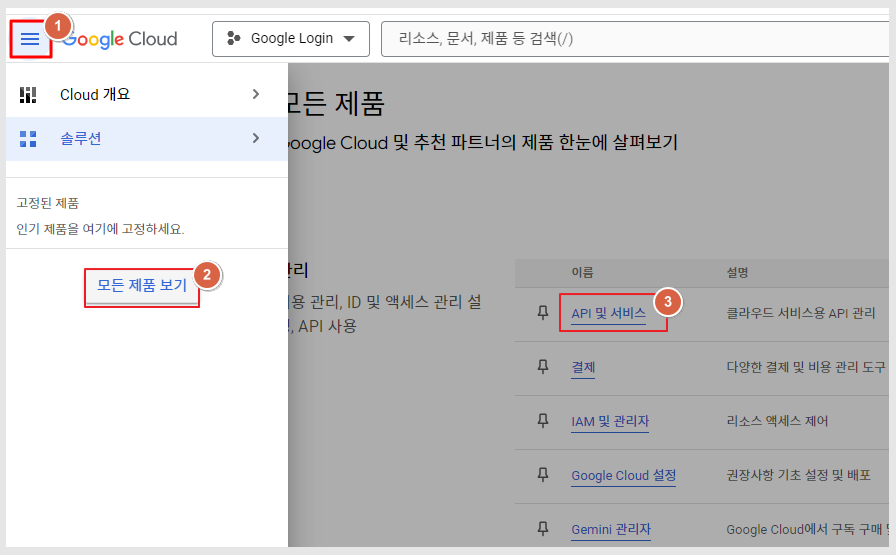 1
Google Cloud
Google Login
리소스, 문서, 제품 등 검색(/)
Cloud 개요
솔루션
고정된 제품
인기 제품을 여기에 고정하세요.
모든 제품 보기
2
모든 제품
Google Cloud 및 추천 파트너의 제품 한눈에 살펴보기
관리
용 관리, ID 및 액세스 관리 설
, API 사용
이름 설명
API 및 서비스 클라우드 서비스용 API 관리
3
결제 다양한 결제 및 비용 관리 도구
IAM 및 관리자 리소스 액세스 제어
Google Cloud 설정 권장사항 기초 설정 및 배포
Gemini 관리자 Google Cloud에서 구독 구매 및